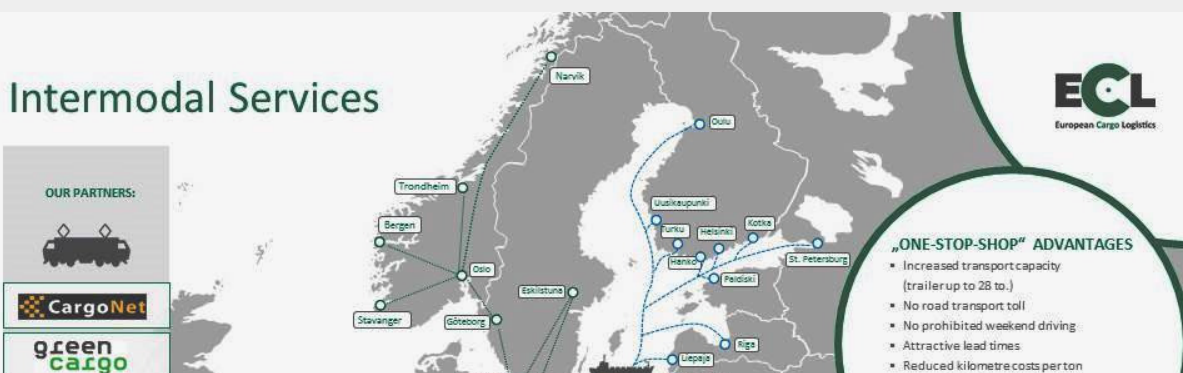 Intermodal Services
OUR PARTNERS:
CargoNet
green
cargo
Narvik
Oulu
Trondheim
Bergen
Oslo
Stavanger
Göteborg
Eskilstuna
Uusikaupunki
Turku
Helsinki
Kotka
Hanko
St. Petersburg
Paldiski
Riga
Liepaja
ECL
European Cargo Logistics
„ONE-STOP-SHOP“ ADVANTAGES
▪ Increased transport capacity
(trailer up to 28 to.)
▪ No road transport toll
▪ No prohibited weekend driving
▪ Attractive lead times
▪ Reduced kilometre costs per ton